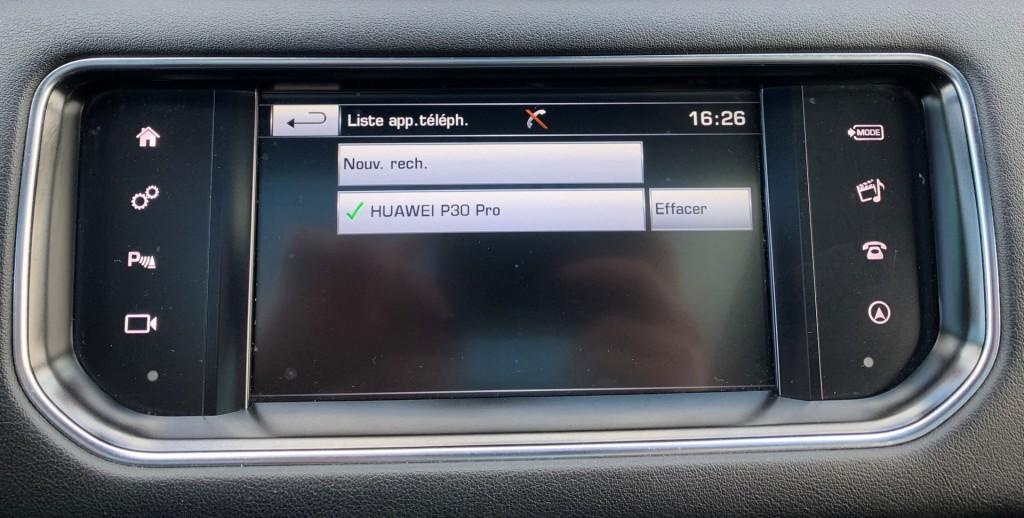 Liste app.téléph.
16:26
MODE
Nouv. rech.
✓ HUAWEI P30 Pro
Effacer
P